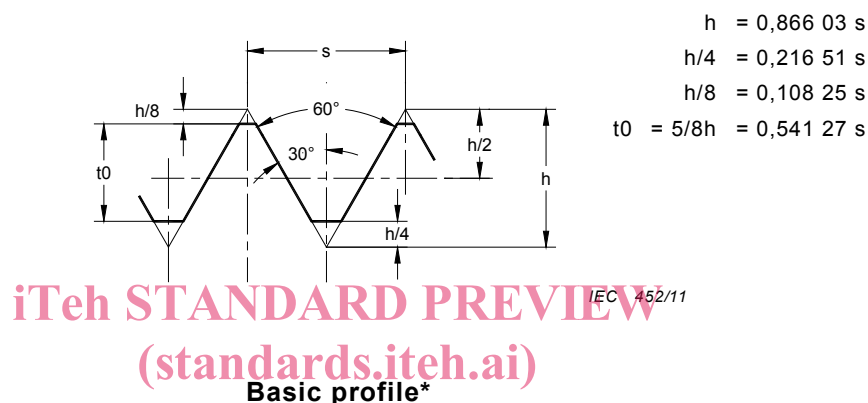 h = 0,866 03 s
h/4 = 0,216 51 s
h/8 = 0,108 25 s
t0 = 5/8h = 0,541 27 s
s
h/8
60°
30°
h/2
t0
h
h/4
IEC 452/11
iTeh STANDARD PREVIEW
(standards.iteh.ai)
Basic profile*